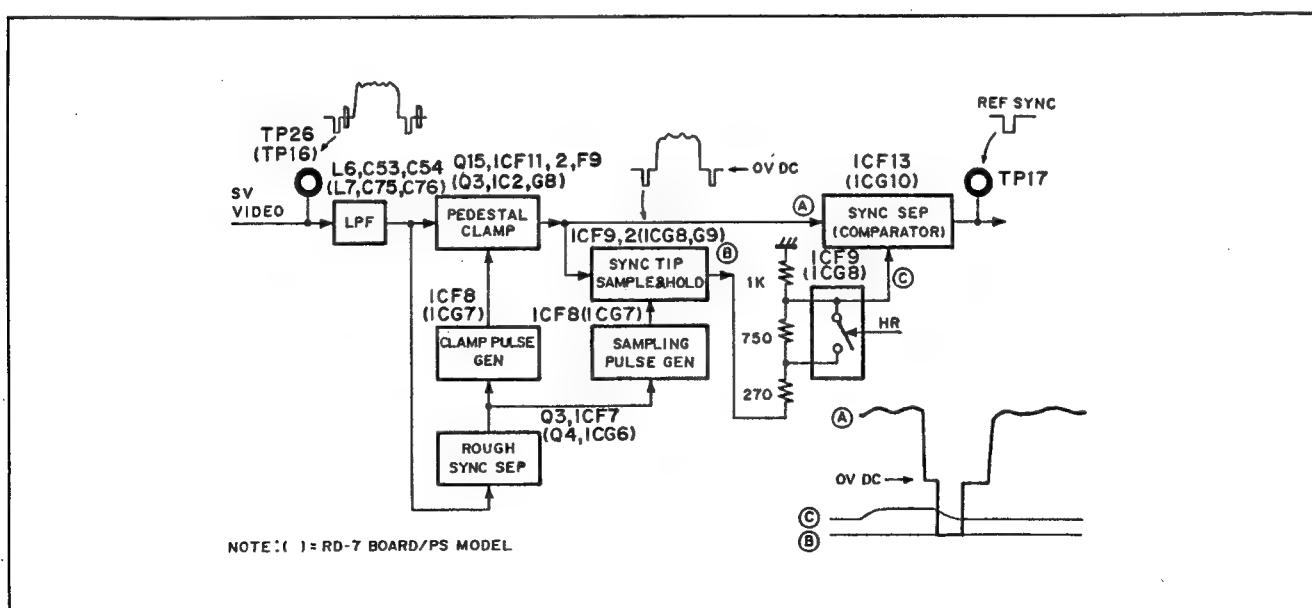 TP26
(TP16)
SV
VIDEO
L6,C53,C54
(L7,C75,C76)
LPF
Q15,ICF11,2,F9
(Q3,IC2,G8)
PEDESTAL
CLAMP
0V DC
ICF9,2(ICG8,G9)
B
SYNC TIP
SAMPLE&HOLD
A
ICF13
(ICG10)
SYNC SEP
(COMPARATOR)
REF SYNC
TP17
ICF9
(ICG8)
C
1K
750
270
HR
ICF8
(ICG7)
CLAMP PULSE
GEN
ICF8(ICG7)
SAMPLING
PULSE GEN
Q3,ICF7
(Q4,ICG6)
ROUGH
SYNC SEP
A
0V DC
C
B
NOTE:( )=RD-7 BOARD/PS MODEL